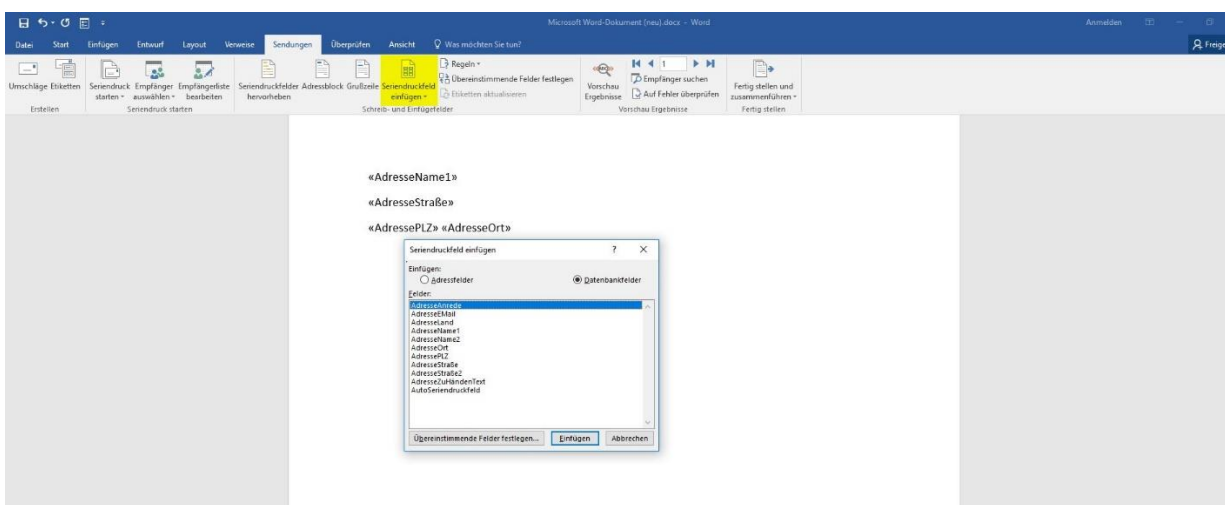 Microsoft Word-Dokument (neu).docx - Word
Anmelden
Datei Start Einfügen Entwurf Layout Verweise Sendungen Überprüfen Ansicht Was möchten Sie tun?
Umschläge Etiketten
Erstellen
Seriendruck starten
Empfänger auswählen
Empfängerliste bearbeiten
Seriendruck starten
Seriendruckfelder hervorheben
Adressblock
Grußzeile
Seriendruckfeld einfügen
Regeln
Übereinstimmende Felder festlegen
Etiketten aktualisieren
Schreib- und Einfügefelder
Vorschau Ergebnisse
1
Empfänger suchen
Auf Fehler überprüfen
Vorschau Ergebnisse
Fertig stellen und zusammenführen
Fertig stellen
«AdresseName1»
«AdresseStraße»
«AdressePLZ» «AdresseOrt»
Seriendruckfeld einfügen ? X
Einfügen:
Adressfelder Datenbankfelder
Felder:
AdresseAnrede
AdresseEMail
AdresseLand
AdresseName1
AdresseName2
AdresseOrt
AdressePLZ
AdresseStraße
AdresseStraße2
AdresseZuHändenText
AutoSeriendruckfeld
Übereinstimmende Felder festlegen... Einfügen Abbrechen